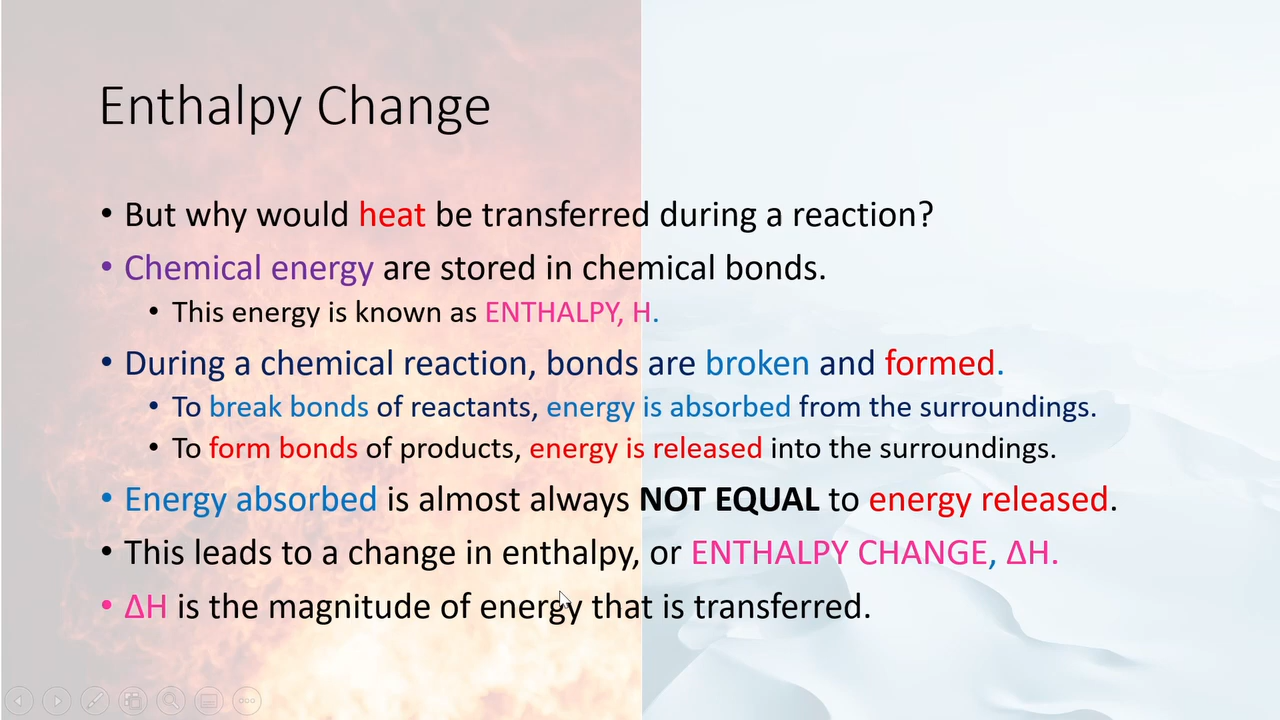 Enthalpy Change
• But why would heat be transferred during a reaction?
• Chemical energy are stored in chemical bonds.
• This energy is known as ENTHALPY, H.
• During a chemical reaction, bonds are broken and formed.
• To break bonds of reactants, energy is absorbed from the surroundings.
• To form bonds of products, energy is released into the surroundings.
• Energy absorbed is almost always NOT EQUAL to energy released.
• This leads to a change in enthalpy, or ENTHALPY CHANGE, ΔH.
• ΔH is the magnitude of energy that is transferred.